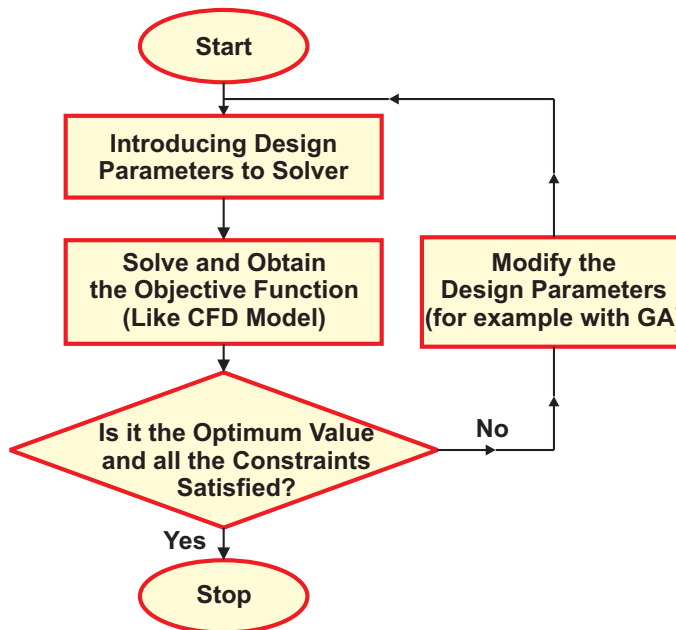 Start
Introducing Design
Parameters to Solver
Solve and Obtain
the Objective Function
(Like CFD Model)
Modify the
Design Parameters
(for example with GA)
Is it the Optimum Value
and all the Constraints
Satisfied?
No
Yes
Stop